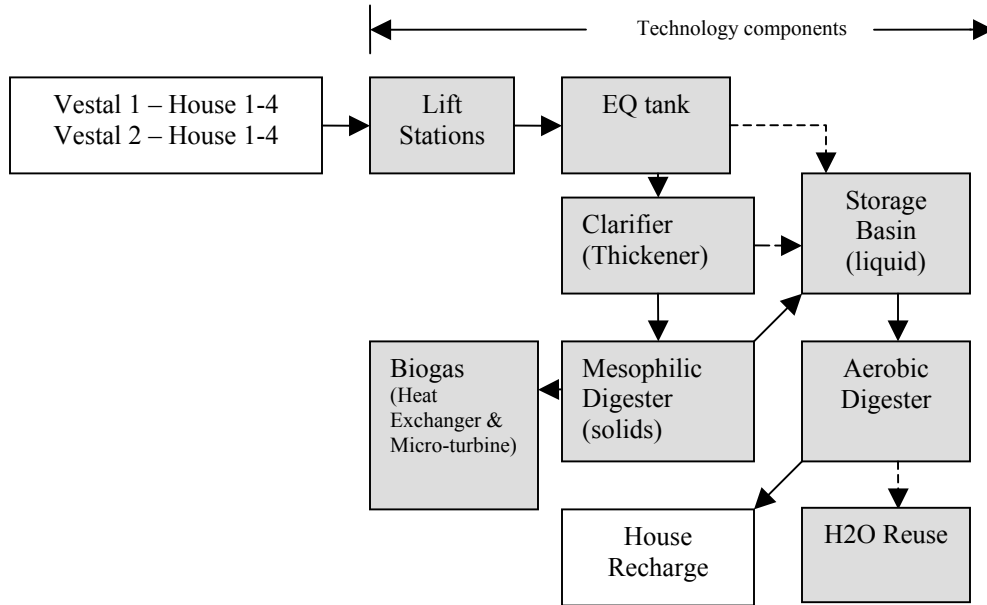 Technology components
Vestal 1 – House 1-4
Vestal 2 – House 1-4
Lift
Stations
EQ tank
Clarifier
(Thickener)
Storage
Basin
(liquid)
Biogas
(Heat
Exchanger &
Micro-turbine)
Mesophilic
Digester
(solids)
Aerobic
Digester
House
Recharge
H2O Reuse